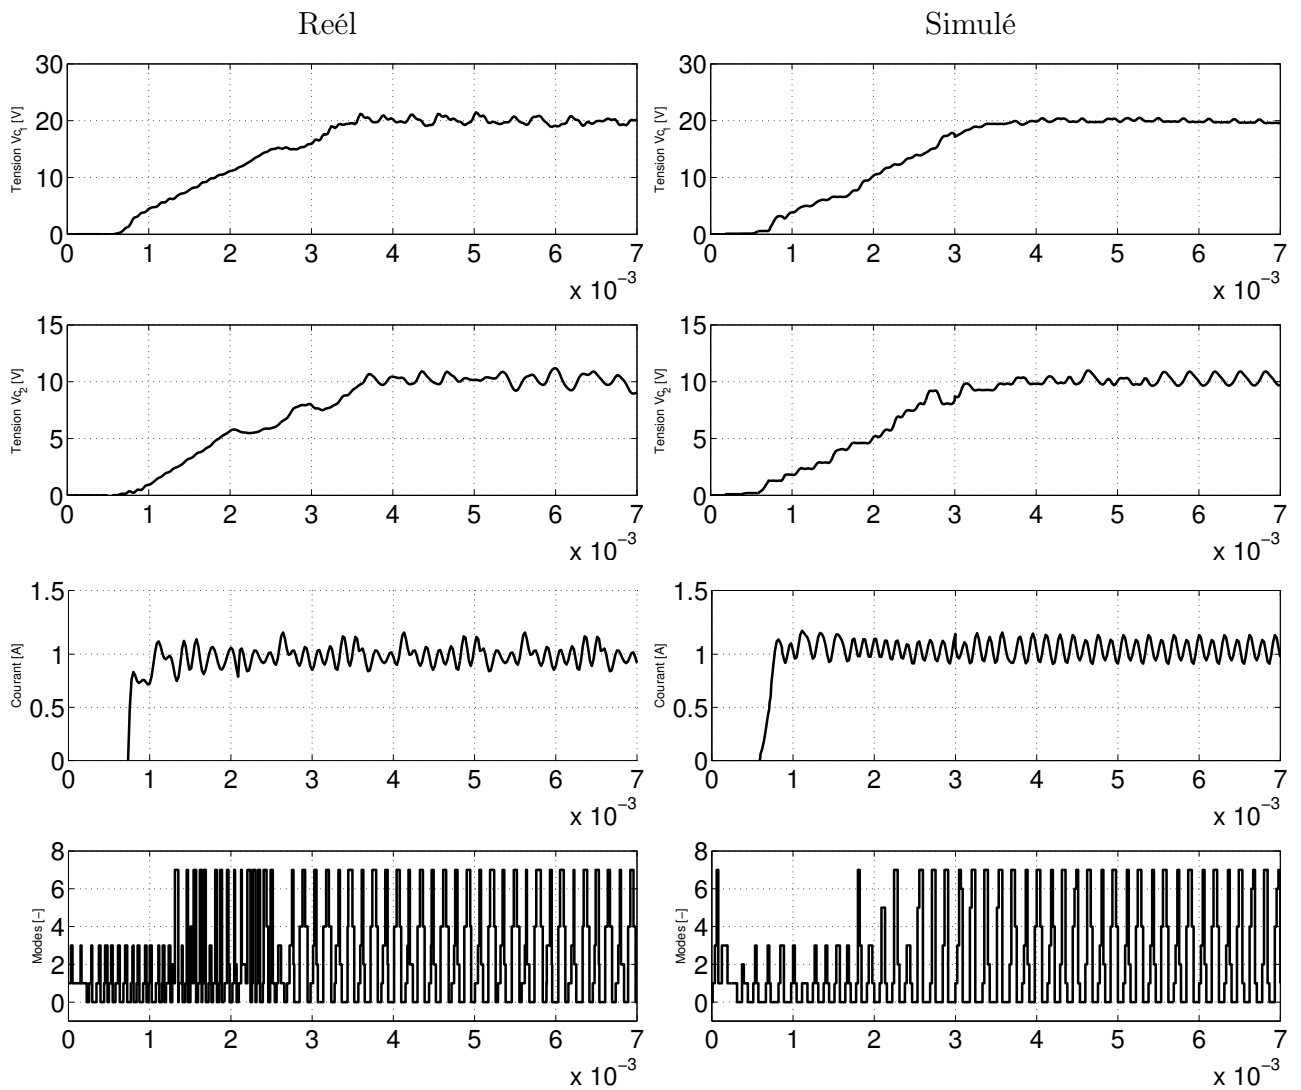 Reél
Simulé
Tension Vc1 [V]
30
20
10
0
0 1 2 3 4 5 6 7
x 10−3
Tension Vc1 [V]
30
20
10
0
0 1 2 3 4 5 6 7
x 10−3
Tension Vc2 [V]
15
10
5
0
0 1 2 3 4 5 6 7
x 10−3
Tension Vc2 [V]
15
10
5
0
0 1 2 3 4 5 6 7
x 10−3
Courant [A]
1.5
1
0.5
0
0 1 2 3 4 5 6 7
x 10−3
Courant [A]
1.5
1
0.5
0
0 1 2 3 4 5 6 7
x 10−3
Modes [−]
8
6
4
2
0
0 1 2 3 4 5 6 7
x 10−3
Modes [−]
8
6
4
2
0
0 1 2 3 4 5 6 7
x 10−3